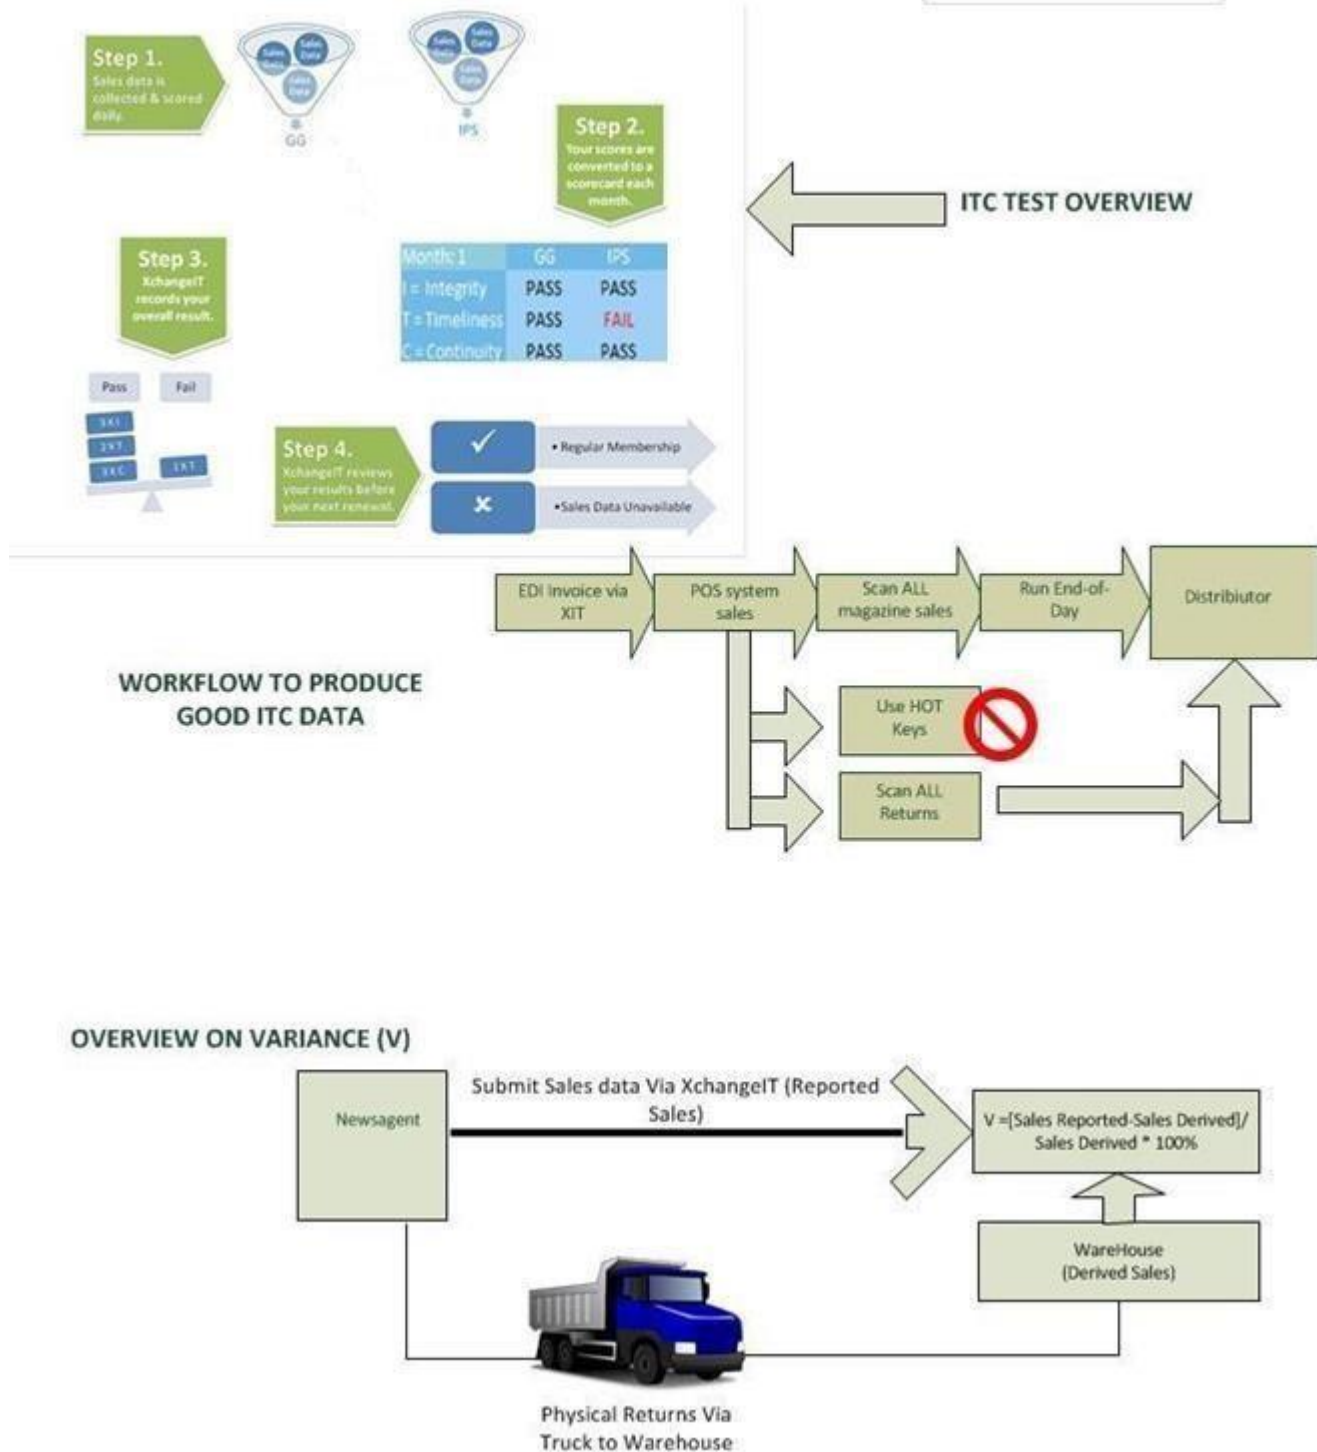 Step 1.
Sales data is
collected & scored
daily.
Sales
Data
Sales
Data
Sales
Data
GG
Sales
Data
Sales
Data
Sales
Data
IPS
Step 2.
Your scores are
converted to a
scorecard each
month.
ITC TEST OVERVIEW
Step 3.
XchangeIT
records your
overall result.
Month: 1 GG IPS
I = Integrity PASS PASS
T = Timeliness PASS FAIL
C = Continuity PASS PASS
Pass Fail
1 X T
Step 4.
XchangeIT reviews
your results Before
your next renewal.
• Regular Membership
•Sales Data Unavailable
EDI Invoice via
XIT
POS system
sales
Scan ALL
magazine sales
Run End-of-
Day
Distribiutor
WORKFLOW TO PRODUCE
GOOD ITC DATA
Use HOT
Keys
Scan ALL
Returns
OVERVIEW ON VARIANCE (V)
Newsagent
Submit Sales data Via XchangeIT (Reported
Sales)
V =[Sales Reported-Sales Derived]/
Sales Derived * 100%
WareHouse
(Derived Sales)
Physical Returns Via
Truck to Warehouse